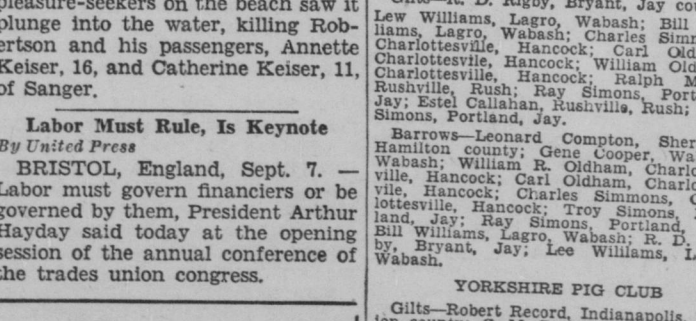 pleasure-seekers on the beach saw it
plunge into the water, killing Rob-
ertson and his passengers, Annette
Keiser, 16, and Catherine Keiser, 11,
of Sanger.
Labor Must Rule, Is Keynote
By United Press
BRISTOL, England, Sept. 7. —
Labor must govern financiers or be
governed by them, President Arthur
Hayday said today at the opening
session of the annual conference of
the trades union congress.
Rigby, Bryant, Jay
Lew Williams, Lagro, Wabash; Bill
liams, Lagro, Wabash; Charles
Charlottesville, Hancock; Carl
Charlottesvile, Hancock; William
Charlottesville, Hancock; Ralph
Rushville, Rush; Ray Simons,
Jay; Estel Callahan, Rushville, Rush;
Simons, Portland, Jay.
Barrows—Leonard Compton,
Hamilton county; Gene Cooper,
Wabash; William R. Oldham,
ville, Hancock; Carl Oldham,
vile, Hancock; Charles Simmons,
lottesville, Hancock; Troy Simons,
land, Jay; Ray Simons, Portland,
Bill Williams, Lagro, Wabash; R. D.
by, Bryant, Jay; Lee Wililams,
Wabash.
YORKSHIRE PIG CLUB
Gilts—Robert Record, Indianapolis,